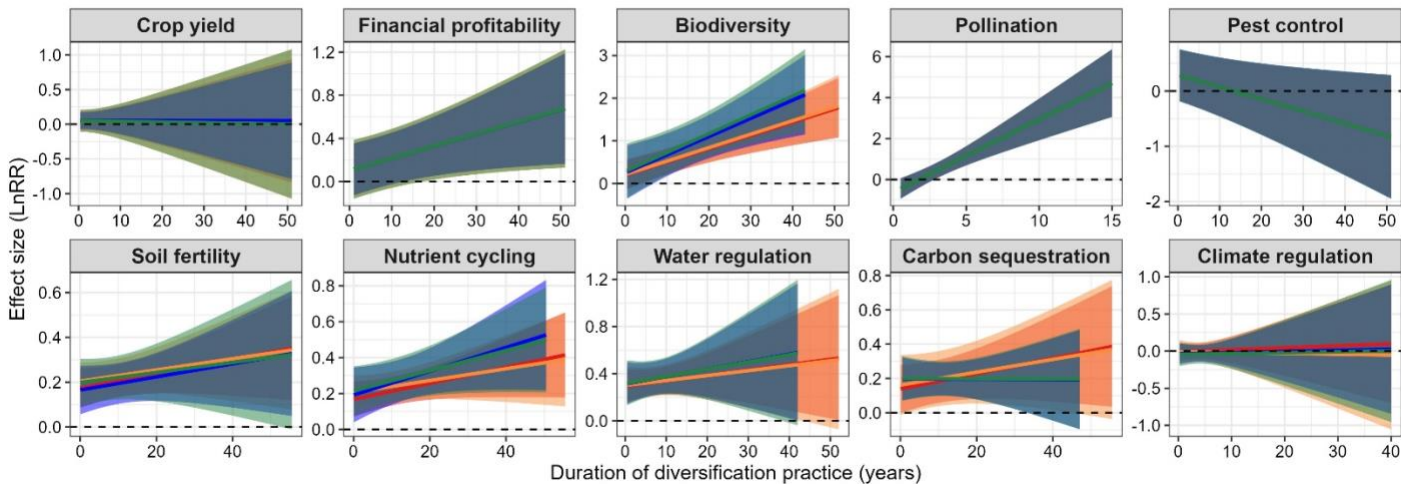 Crop yield
Financial profitability
Biodiversity
Pollination
Pest control
Effect size (LnRR)
1.0
0.5
0.0
-0.5
-1.0
0 10 20 30 40 50
1.2
0.8
0.4
0.0
0 10 20 30 40 50
3
2
1
0
0 10 20 30 40 50
6
4
2
0
0 5 10 15
0
-1
-2
0 10 20 30 40 50
Soil fertility
Nutrient cycling
Water regulation
Carbon sequestration
Climate regulation
0.6
0.4
0.2
0.0
0 20 40
0.8
0.6
0.4
0.2
0.0
0 20 40
1.2
0.8
0.4
0.0
0 10 20 30 40 50
0.8
0.6
0.4
0.2
0.0
0 20 40
1.0
0.5
0.0
-0.5
-1.0
0 10 20 30 40
Duration of diversification practice (years)